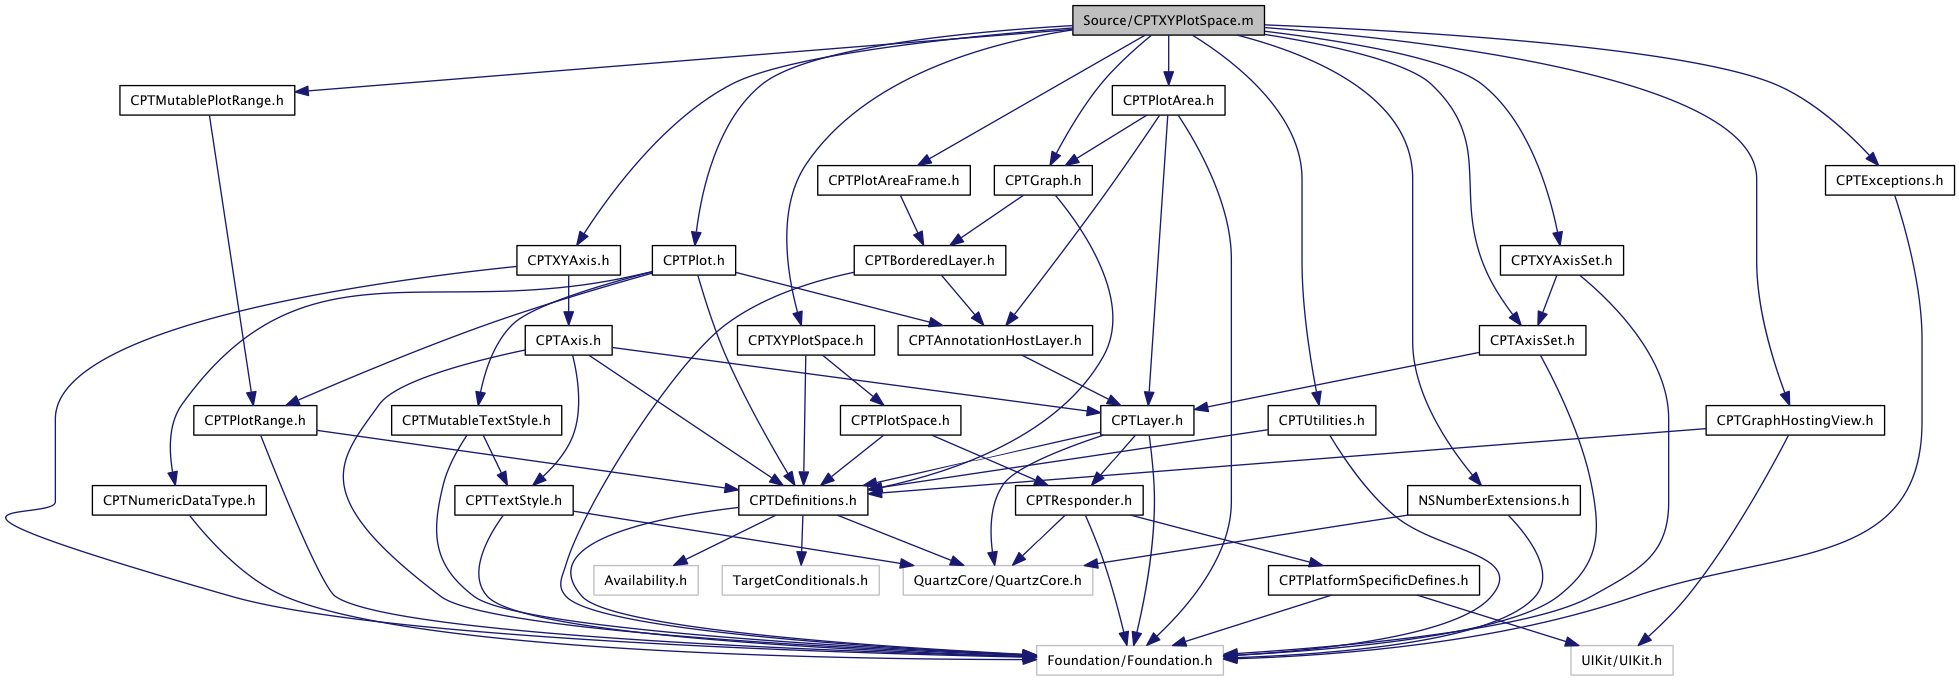 Source/CPTXYPlotSpace.m
CPTMutablePlotRange.h
CPTPlotArea.h
CPTPlotAreaFrame.h
CPTGraph.h
CPTExceptions.h
CPTXYAxis.h
CPTPlot.h
CPTBorderedLayer.h
CPTXYAxisSet.h
CPTAxis.h
CPTXYPlotSpace.h
CPTAnnotationHostLayer.h
CPTAxisSet.h
CPTPlotRange.h
CPTMutableTextStyle.h
CPTPlotSpace.h
CPTLayer.h
CPTUtilities.h
CPTGraphHostingView.h
CPTNumericDataType.h
CPTTextStyle.h
CPTDefinitions.h
CPTResponder.h
NSNumberExtensions.h
Availability.h
TargetConditionals.h
QuartzCore/QuartzCore.h
CPTPlatformSpecificDefines.h
Foundation/Foundation.h
UIKit/UIKit.h